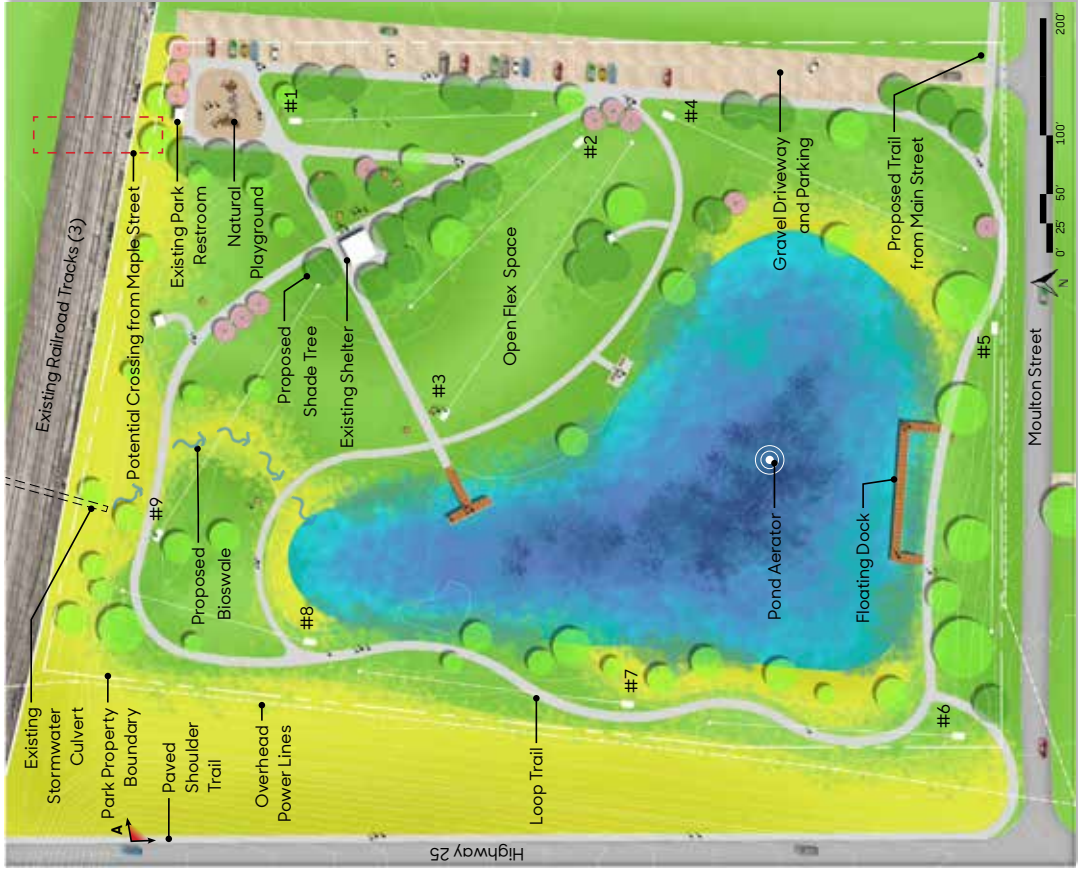 Existing Railroad Tracks (3)
Potential Crossing from Maple Street
Existing Park
Restroom
Natural
Playground
#1
#2
#4
Gravel Driveway
and Parking
Proposed Trail
from Main Street
0'
25
50'
100'
200'
N
Moulton Street
#5
Open Flex Space
Proposed
Shade Tree
Existing Shelter
#3
#9
Proposed
Bioswale
#8
Pond Aerator
Floating Dock
#7
#6
Existing
Stormwater
Culvert
Park Property
Boundary
Paved
Shoulder
Trail
A
Overhead
Power Lines
Loop Trail
Highway 25